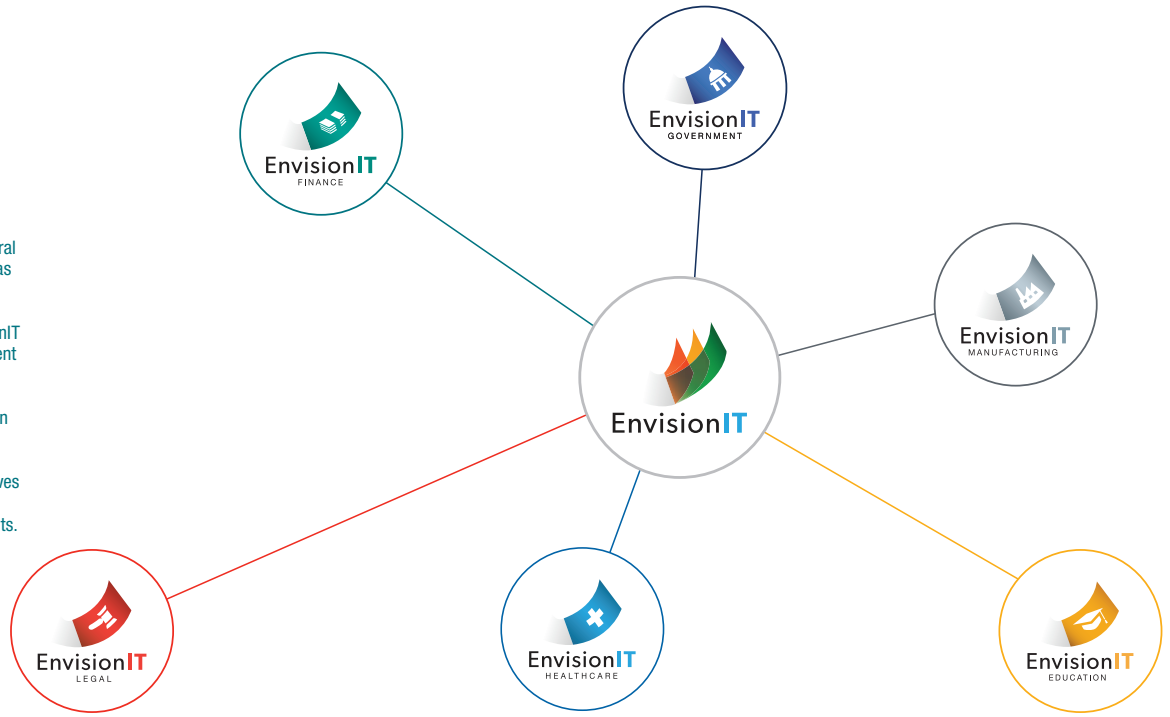 EnvisionIT
GOVERNMENT
EnvisionIT
FINANCE
EnvisionIT
MANUFACTURING
EnvisionIT
EnvisionIT
LEGAL
EnvisionIT
HEALTHCARE
EnvisionIT
EDUCATION